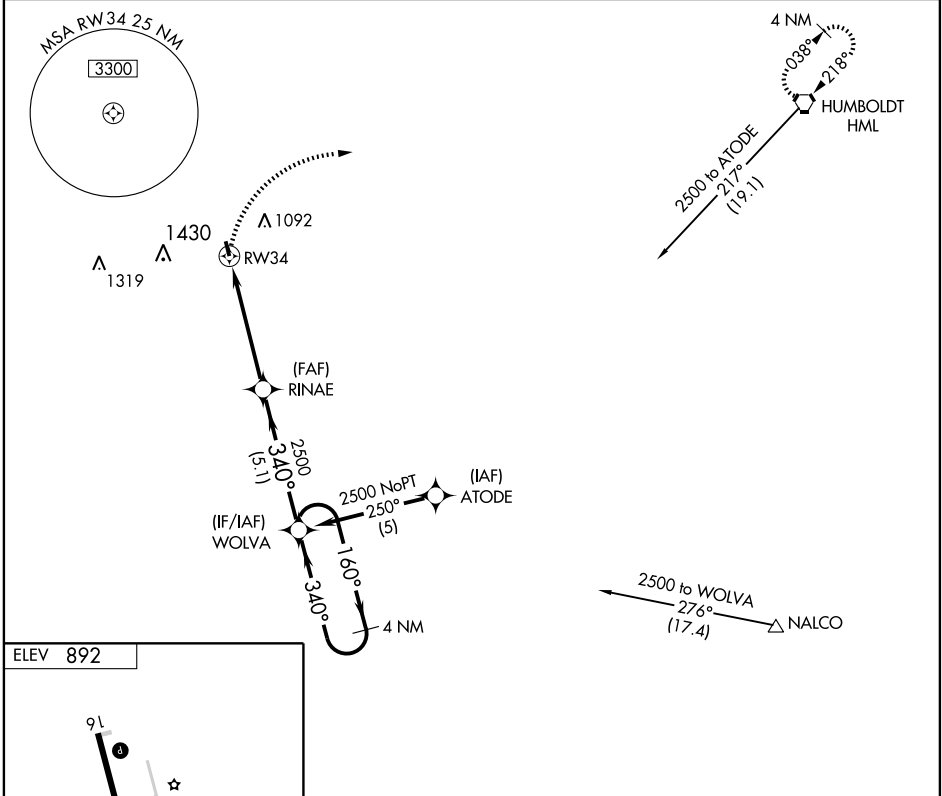 MSA RW34 25 NM
3300
4 NM
038°
218°
HUMBOLDT
HML
2500 to ATODE
217°
(19.1)
1092
1430
RW34
1319
(FAF)
RINAE
2500
340°
(5.1)
2500 NoPT
250°
(5)
(IAF)
ATODE
(IF/IAF)
WOLVA
160°
340°
4 NM
2500 to WOLVA
276°
(17.4)
NALCO
ELEV 892
16
P